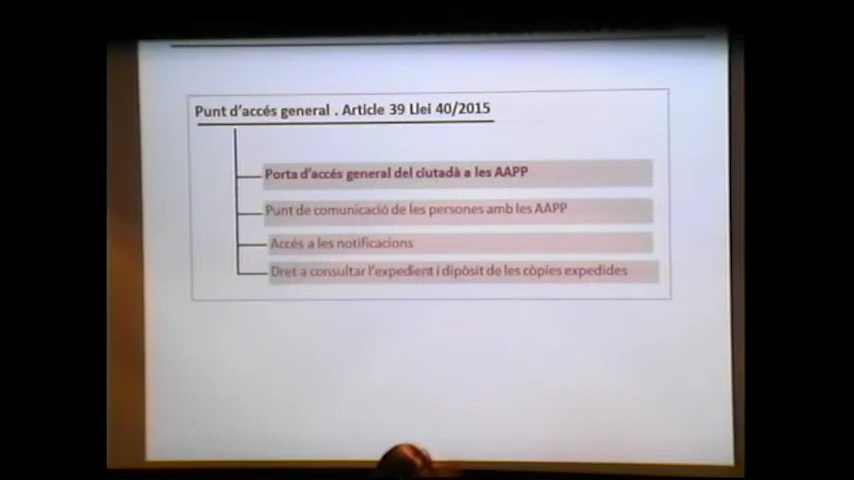 Punt d'accés general . Article 39 Llei 40/2015
Porta d'accés general del ciutadà a les AAPP
Punt de comunicació de les persones amb les AAPP
Accés a les notificacions
Dret a consultar l'expedient i dipòsit de les còpies expedides